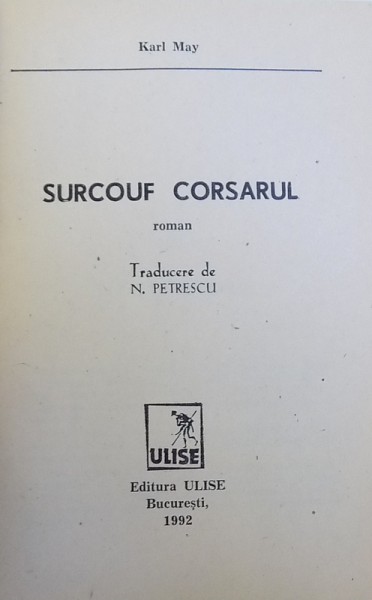 Karl May
SURCOUF CORSARUL
roman
Traducere de
N. PETRESCU
ULISE
Editura ULISE
București,
1992